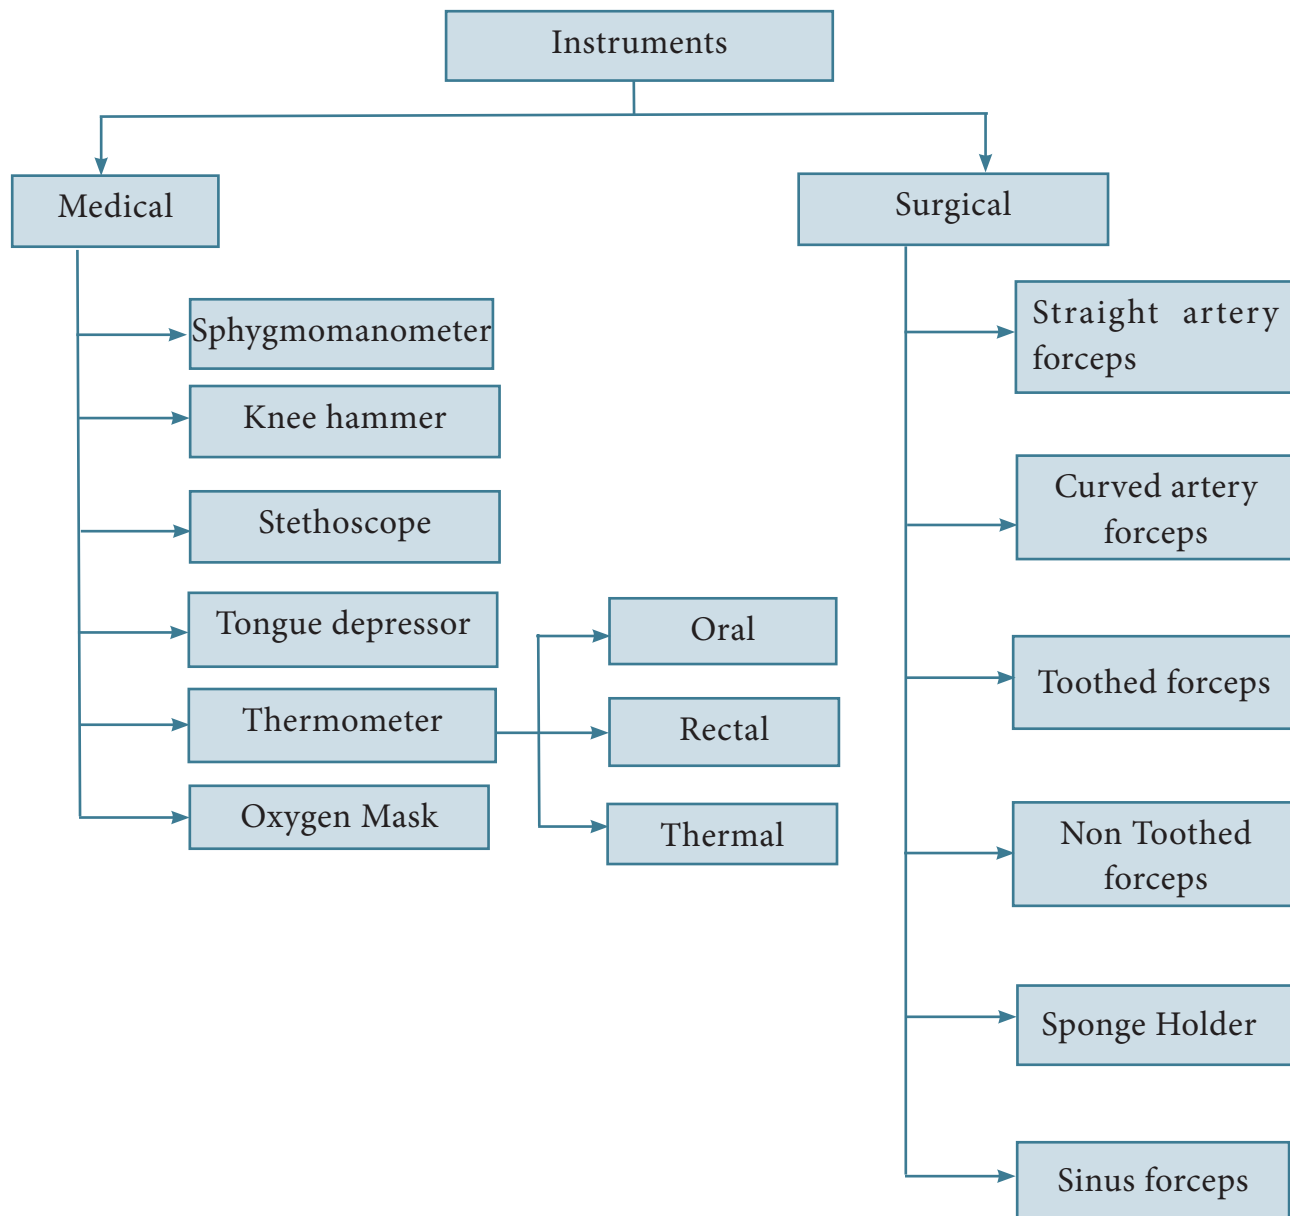 Instruments
Medical
Surgical
Sphygmomanometer
Knee hammer
Stethoscope
Tongue depressor
Thermometer
Oxygen Mask
Oral
Rectal
Thermal
Straight artery
forceps
Curved artery
forceps
Toothed forceps
Non Toothed
forceps
Sponge Holder
Sinus forceps